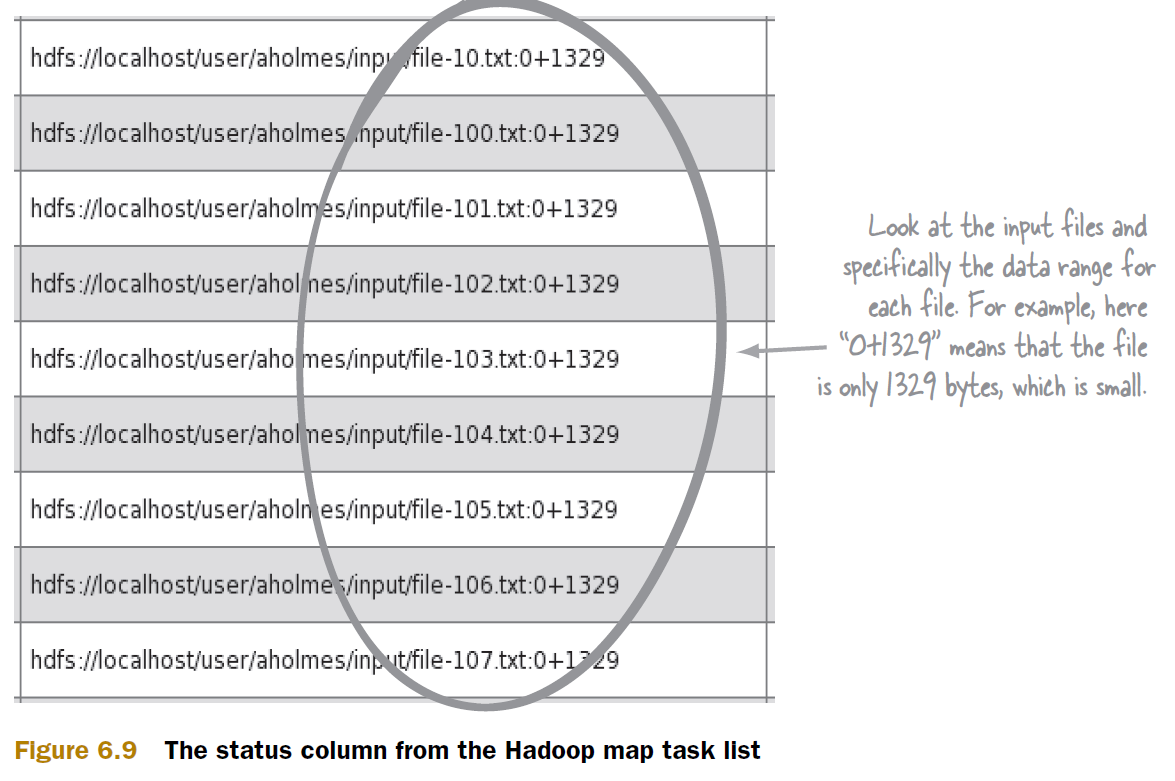 hdfs://localhost/user/aholmes/input/file-10.txt:0+1329
hdfs://localhost/user/aholmes/input/file-100.txt:0+1329
hdfs://localhost/user/aholmes/input/file-101.txt:0+1329
hdfs://localhost/user/aholmes/input/file-102.txt:0+1329
hdfs://localhost/user/aholmes/input/file-103.txt:0+1329
hdfs://localhost/user/aholmes/input/file-104.txt:0+1329
hdfs://localhost/user/aholmes/input/file-105.txt:0+1329
hdfs://localhost/user/aholmes/input/file-106.txt:0+1329
hdfs://localhost/user/aholmes/input/file-107.txt:0+1329
Look at the input files and
specifically the data range for
each file. For example, here
“0+1329” means that the file
is only 1329 bytes, which is small.
Figure 6.9 The status column from the Hadoop map task list